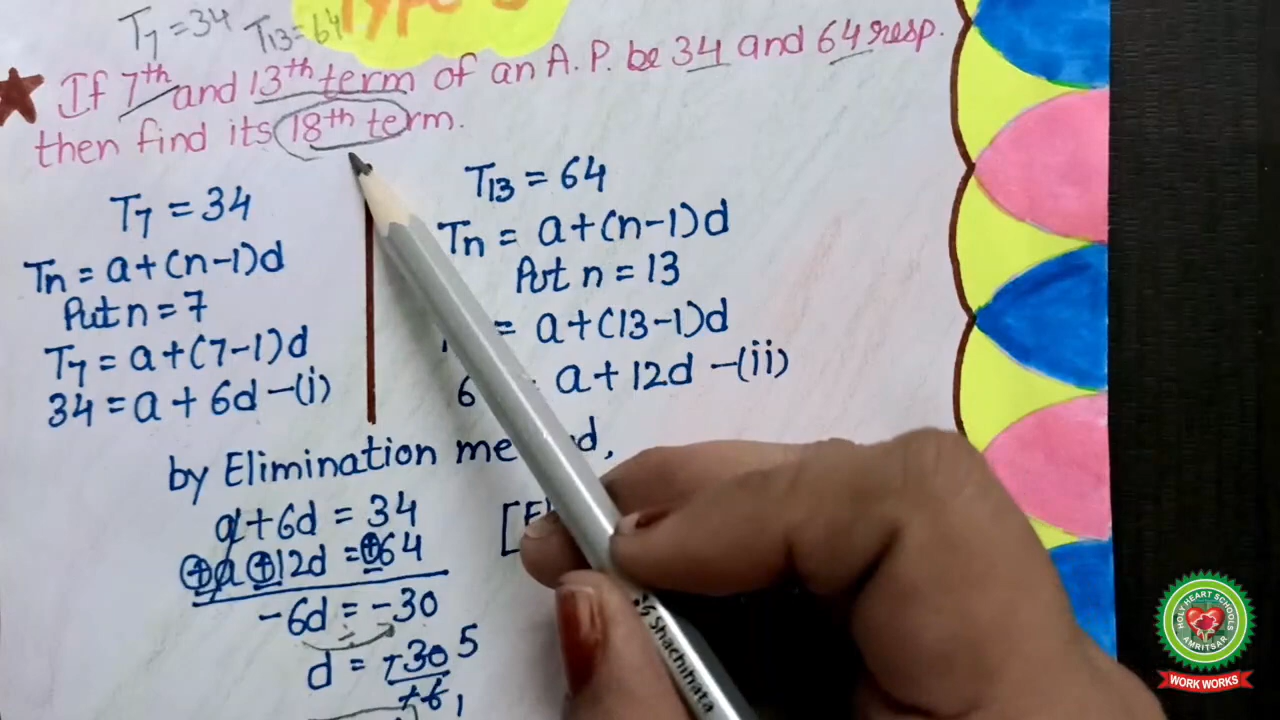 T7 = 34 T13 = 64
Type
If 7th and 13th term of an A.P. be 34 and 64 resp.
then find its 18th term.
T7 = 34
Tn = a+(n-1)d
Put n = 7
T7 = a+(7-1)d
34 = a + 6d -(i)
T13 = 64
Tn = a+(n-1)d
Put n = 13
= a+(13-1)d
6 = a+12d -(ii)
by Elimination
a+6d = 34
+a+12d = +64
-6d = -30
d = +30 5
+6 1
Shachihata
HOLY HEART SCHOOLS
AMRITSAR
WORK WORKS